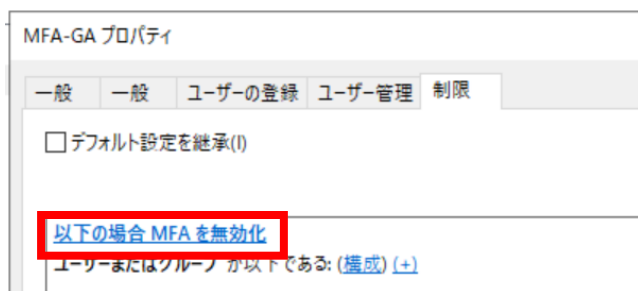 MFA-GA プロパティ
一般 一般 ユーザーの登録 ユーザー管理 制限
デフォルト設定を継承(I)
以下の場合 MFA を無効化
ユーザーまたはグループ が以下である: (構成) (+)